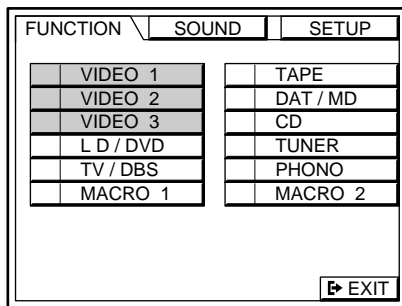 FUNCTION SOUND SETUP
VIDEO 1 TAPE
VIDEO 2 DAT / MD
VIDEO 3 CD
L D / DVD TUNER
TV / DBS PHONO
MACRO 1 MACRO 2
EXIT